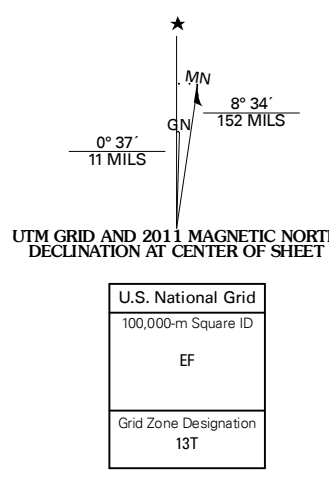 MN
8° 34´
152 MILS
GN
0° 37´
11 MILS
UTM GRID AND 2011 MAGNETIC NORT
DECLINATION AT CENTER OF SHEET
U.S. National Grid
100,000-m Square ID
EF
Grid Zone Designation
13T